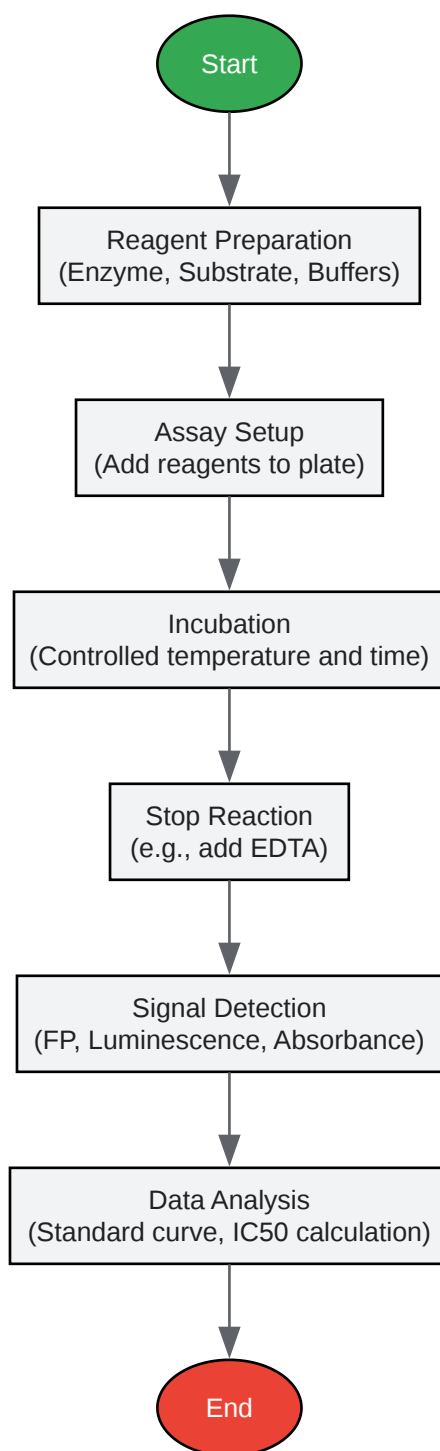 Start
Reagent Preparation
(Enzyme, Substrate, Buffers)
Assay Setup
(Add reagents to plate)
Incubation
(Controlled temperature and time)
Stop Reaction
(e.g., add EDTA)
Signal Detection
(FP, Luminescence, Absorbance)
Data Analysis
(Standard curve, IC50 calculation)
End